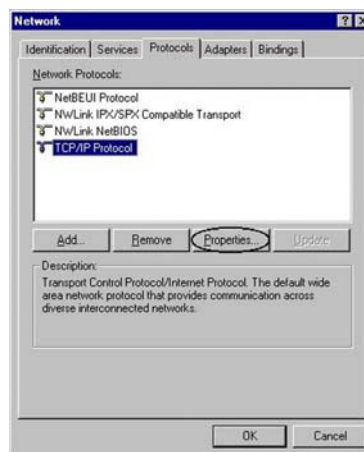 Network
Identification Services Protocols Adapters Bindings
Network Protocols:
NetBEUI Protocol
NWLink IPX/SPX Compatible Transport
NWLink NetBIOS
TCP/IP Protocol
Add... Remove Properties... Update
Description:
Transport Control Protocol/Internet Protocol. The default wide
area network protocol that provides communication across
diverse interconnected networks.
OK Cancel